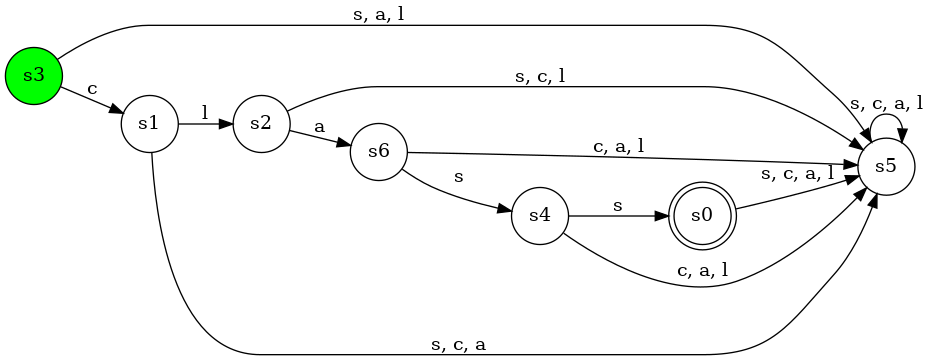 s, a, l
s3
c
s, c, l
s, c, a, l
s1
l
s2
a
s6
c, a, l
s, c, a, l
s5
s
s4
s
s0
c, a, l
s, c, a